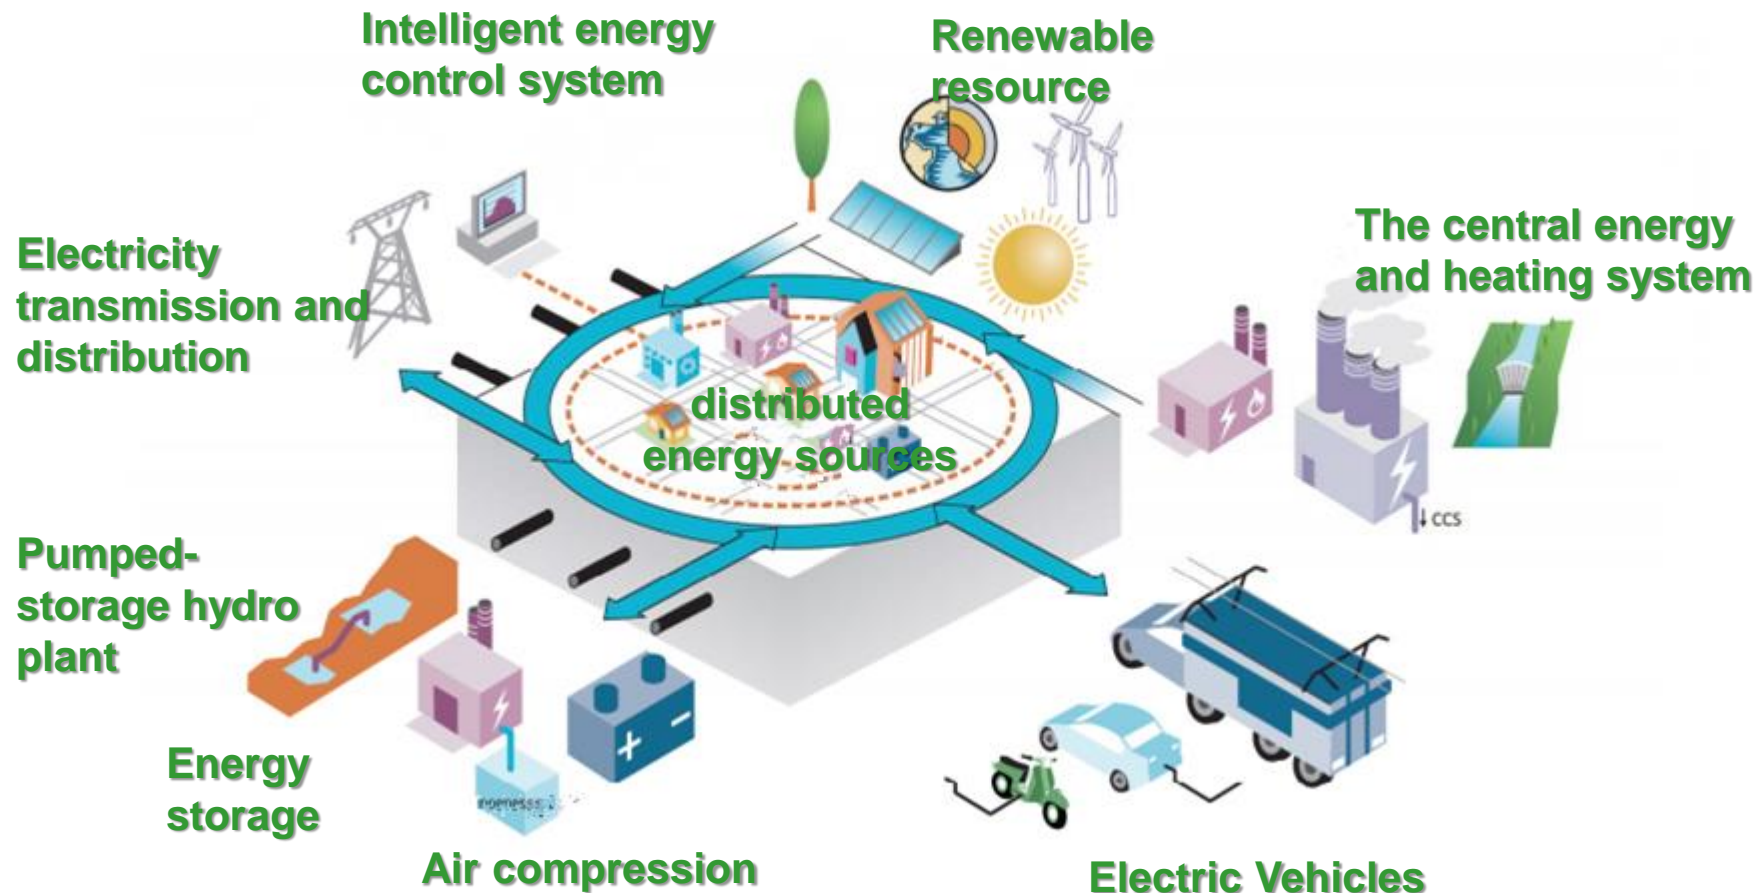 Intelligent energy
control system
Renewable
resource
The central energy
and heating system
Electricity
transmission and
distribution
distributed
energy sources
CCS
Pumped-
storage hydro
plant
Energy
storage
Air compression
Electric Vehicles